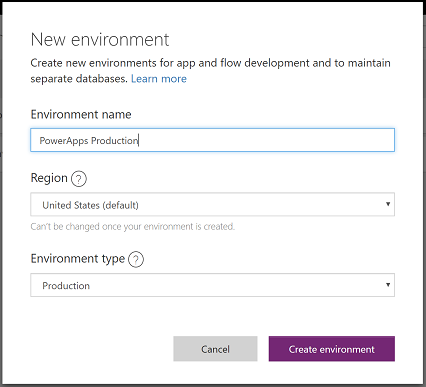 New environment
Create new environments for app and flow development and to maintain
separate databases. Learn more
Environment name
PowerApps Production
Region ?
United States (default)
Can't be changed once your environment is created.
Environment type ?
Production
Cancel Create environment